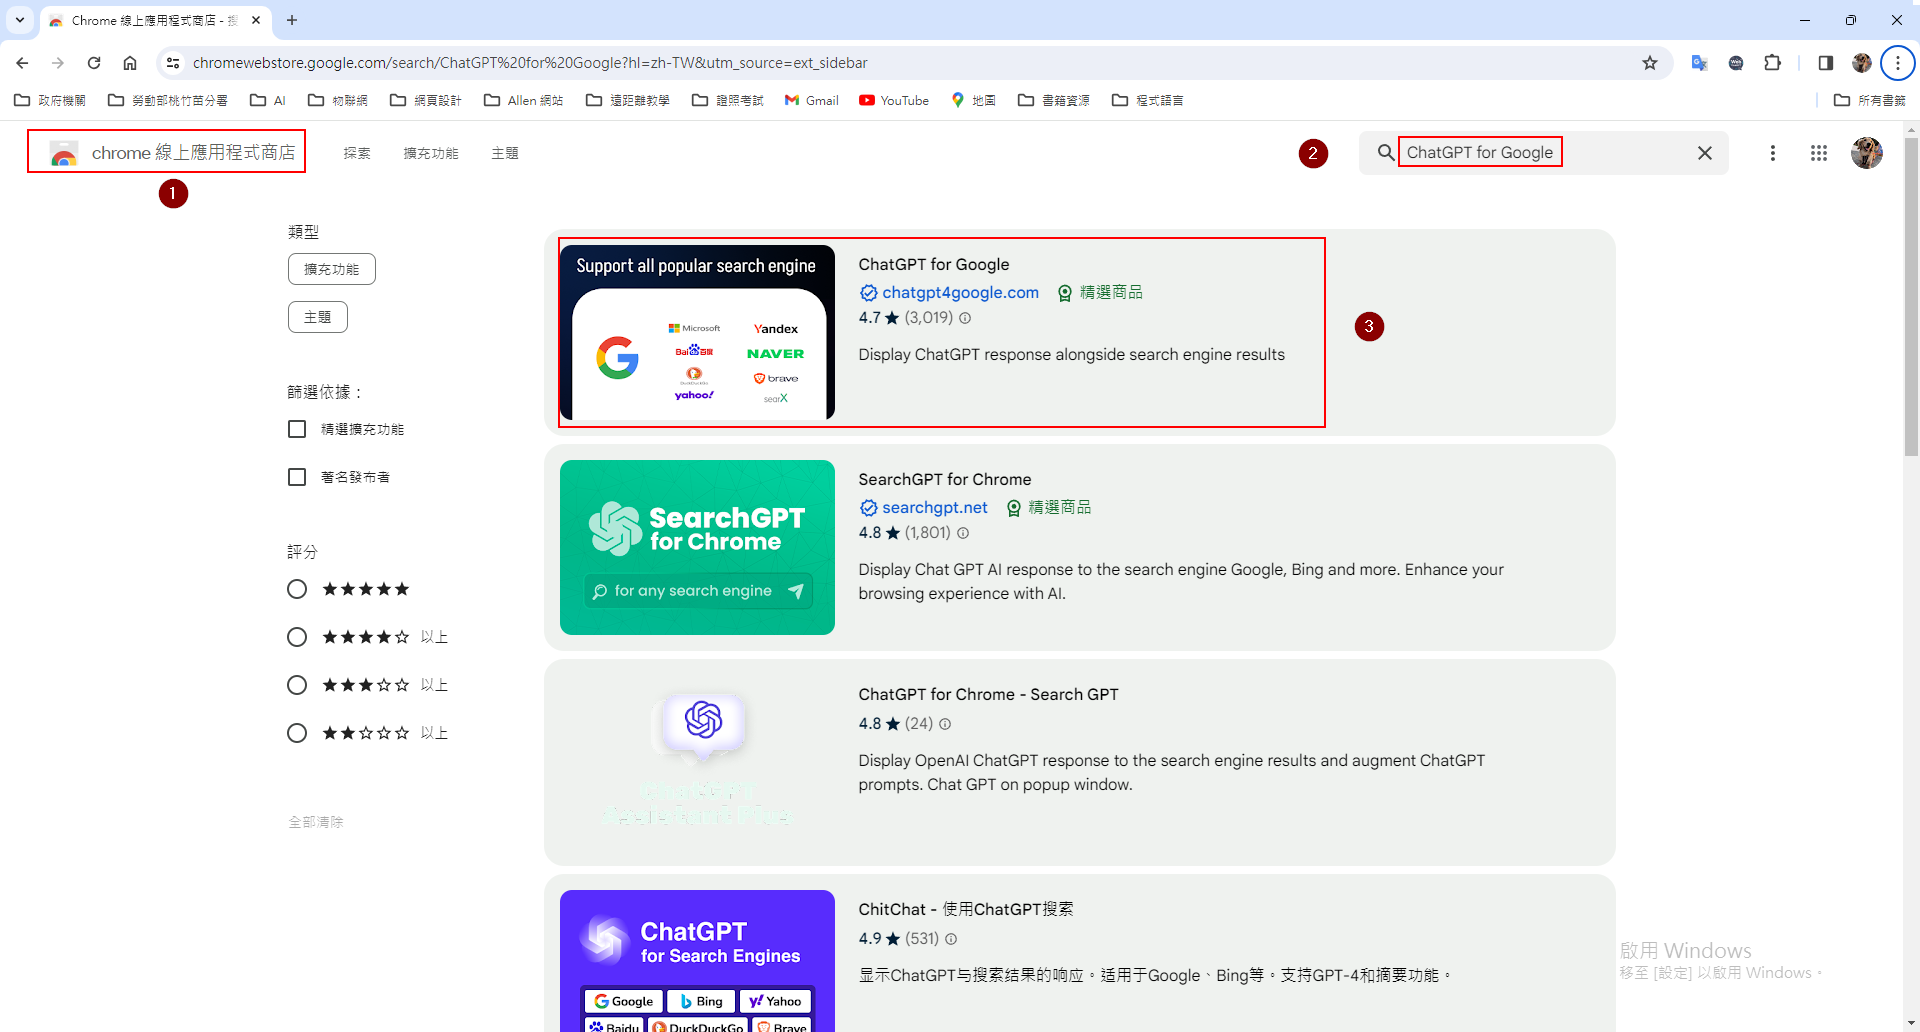 Chrome 線上應用程式商店 - 搜
chromewebstore.google.com/search/ChatGPT%20for%20Google?hl=zh-TW&utm_source=ext_sidebar
政府機關 勞動部桃竹苗分署 AI 物聯網 網頁設計 Allen 網站 遠距離教學 證照考試 Gmail YouTube 地圖 書籍資源 程式語言 所有書籤
chrome 線上應用程式商店 探索 擴充功能 主題 2 ChatGPT for Google
1
類型
擴充功能
主題
篩選依據：
精選擴充功能
著名發布者
評分
★★★★★
★★★★☆ 以上
★★★☆☆ 以上
★★☆☆☆ 以上
全部清除
Support all popular search engine
Microsoft Yandex
Bai百度 NAVER
DuckDuckGo brave
yahoo! searX
ChatGPT for Google
chatgpt4google.com 精選商品
4.7 ★ (3,019)
Display ChatGPT response alongside search engine results
3
SearchGPT
for Chrome
for any search engine
SearchGPT for Chrome
searchgpt.net 精選商品
4.8 ★ (1,801)
Display Chat GPT AI response to the search engine Google, Bing and more. Enhance your
browsing experience with AI.
ChatGPT
Assistant Plus
ChatGPT for Chrome - Search GPT
4.8 ★ (24)
Display OpenAI ChatGPT response to the search engine results and augment ChatGPT
prompts. Chat GPT on popup window.
ChatGPT
for Search Engines
Google Bing Yahoo
Baidu DuckDuckGo Brave
ChitChat - 使用ChatGPT搜索
4.9 ★ (531)
显示ChatGPT与搜索结果的响应。适用于Google、Bing等。支持GPT-4和摘要功能。
啟用 Windows
移至 [設定] 以啟用 Windows。